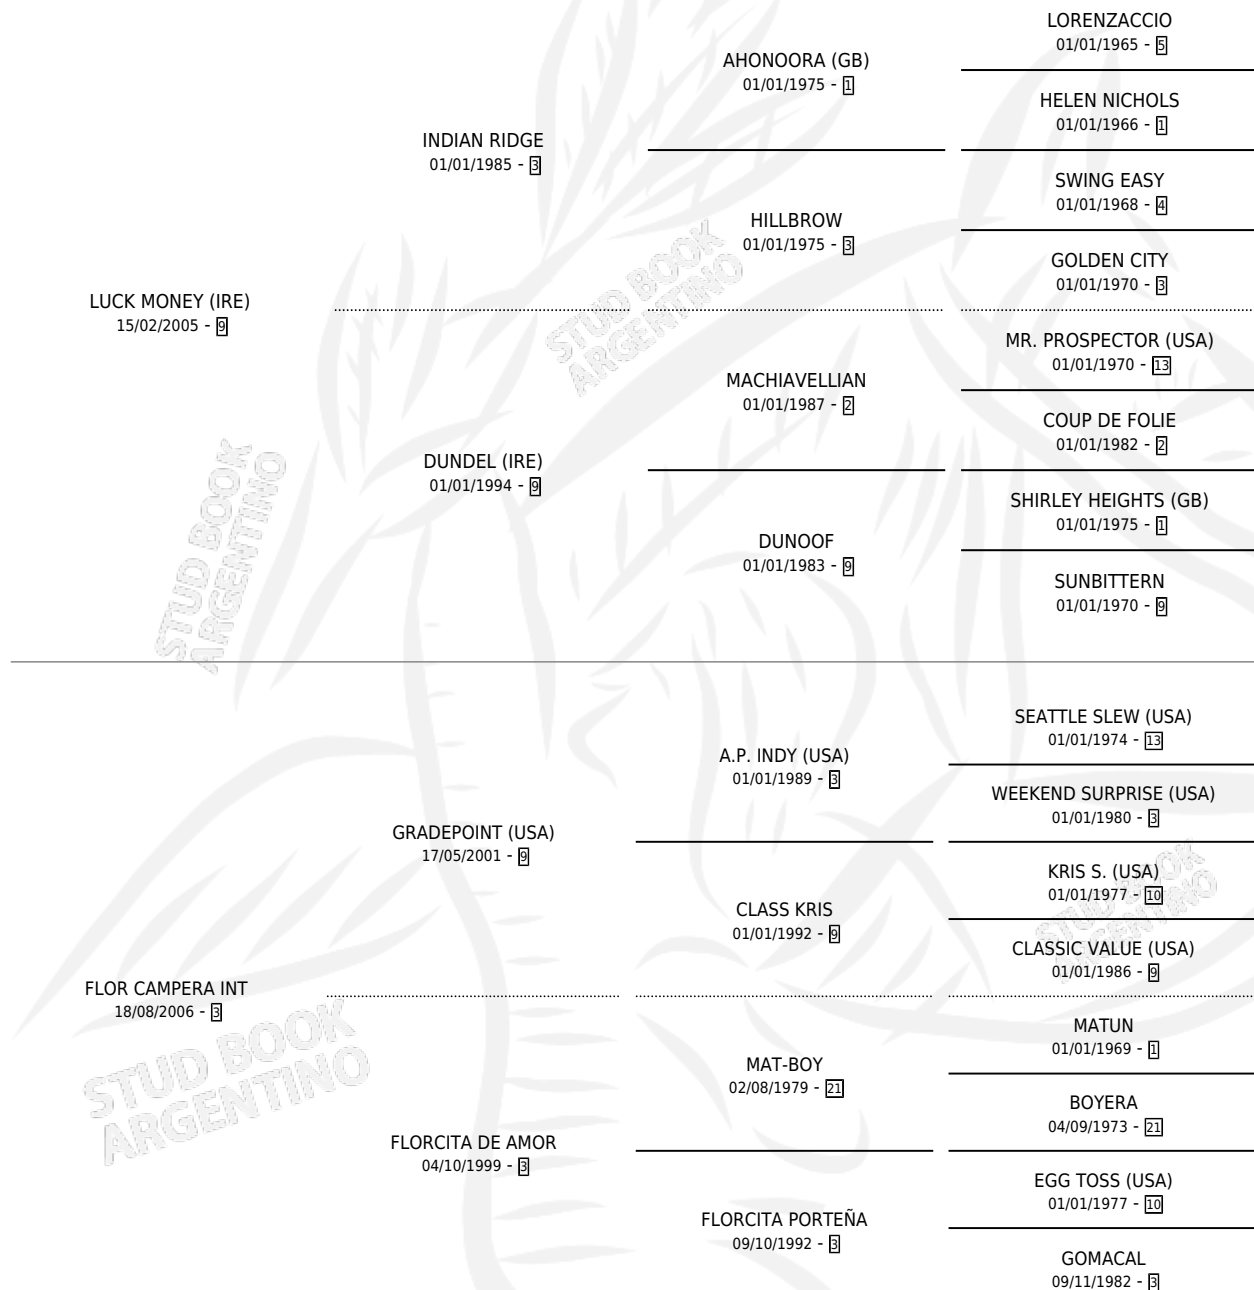 LORENZACCIO
01/01/1965 - 5
AHONOORA (GB)
01/01/1975 - 1
HELEN NICHOLS
01/01/1966 - 1
INDIAN RIDGE
01/01/1985 - 3
SWING EASY
01/01/1968 - 4
HILLBROW
01/01/1975 - 3
GOLDEN CITY
01/01/1970 - 3
LUCK MONEY (IRE)
15/02/2005 - 9
MR. PROSPECTOR (USA)
01/01/1970 - 13
MACHIAVELLIAN
01/01/1987 - 2
COUP DE FOLIE
01/01/1982 - 2
DUNDEL (IRE)
01/01/1994 - 9
SHIRLEY HEIGHTS (GB)
01/01/1975 - 1
DUNOOF
01/01/1983 - 9
SUNBITTERN
01/01/1970 - 9
SEATTLE SLEW (USA)
01/01/1974 - 13
A.P. INDY (USA)
01/01/1989 - 3
WEEKEND SURPRISE (USA)
01/01/1980 - 3
GRADEPOINT (USA)
17/05/2001 - 9
KRIS S. (USA)
01/01/1977 - 10
CLASS KRIS
01/01/1992 - 9
CLASSIC VALUE (USA)
01/01/1986 - 9
FLOR CAMPERA INT
18/08/2006 - 3
MATUN
01/01/1969 - 1
MAT-BOY
02/08/1979 - 21
BOYERA
04/09/1973 - 21
FLORCITA DE AMOR
04/10/1999 - 3
EGG TOSS (USA)
01/01/1977 - 10
FLORCITA PORTEÑA
09/10/1992 - 3
GOMACAL
09/11/1982 - 3
STUD BOOK
ARGENTINO
STUD BOOK
ARGENTINO
STUD BOOK
ARGENTINO
STUD BOOK
ARGENTINO